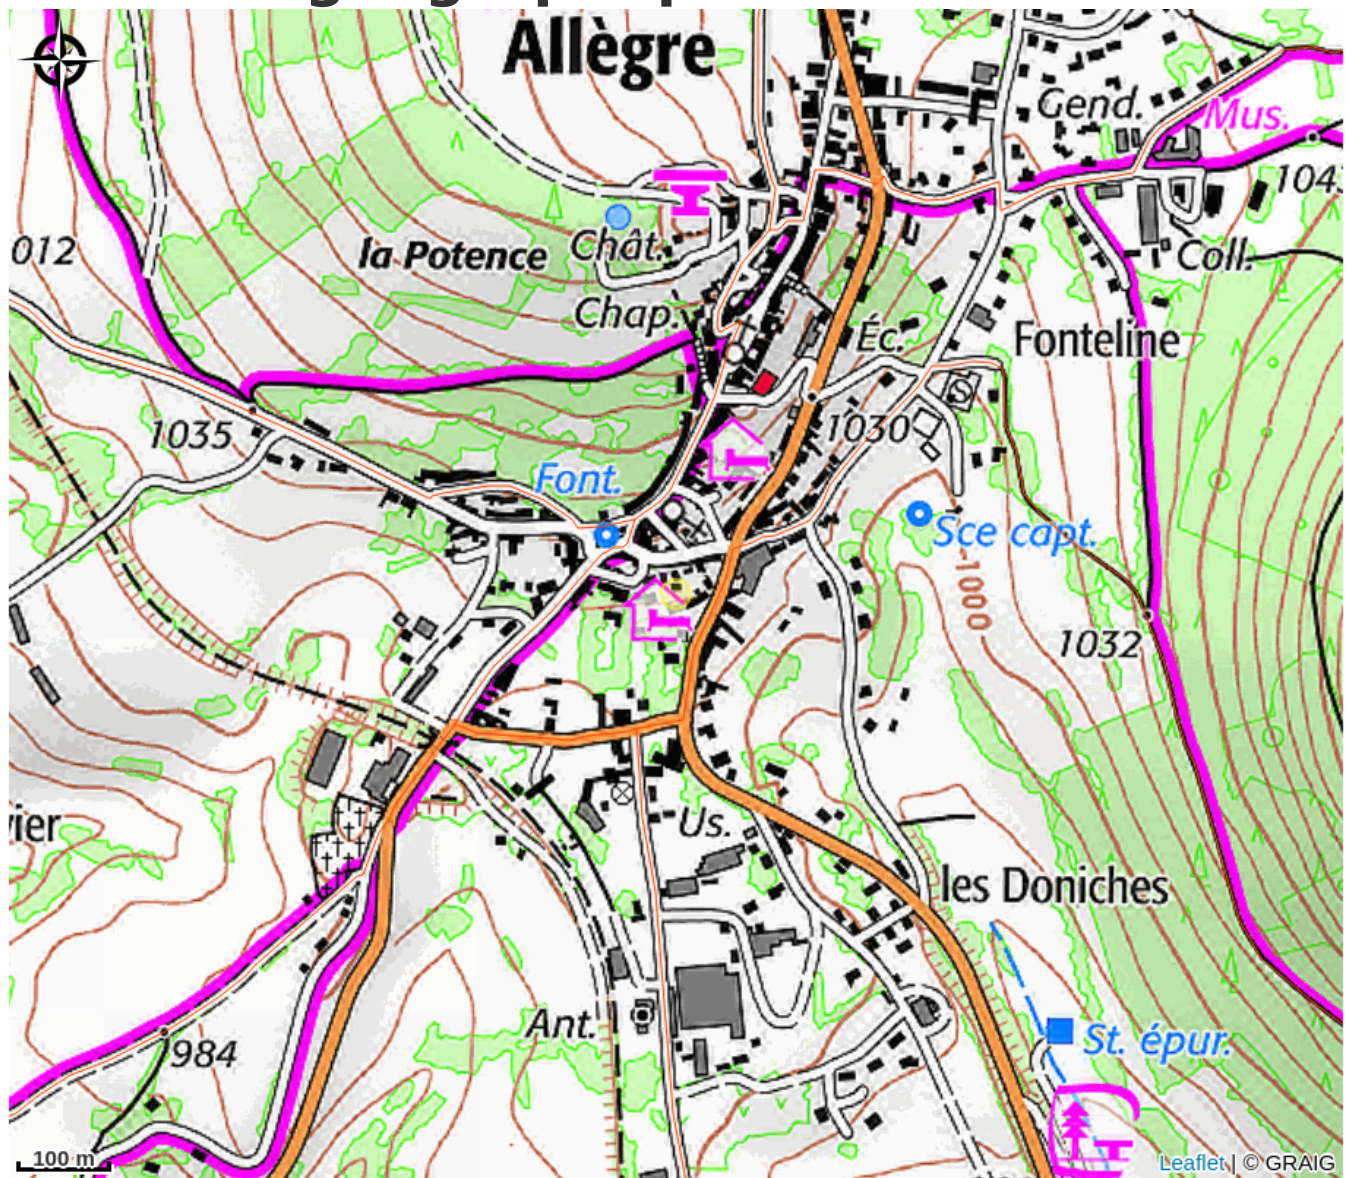 Allègre
Gend.
Mus.
104
012
la Potence
Chât.
Coll.
Chap.
Éc.
Fonteline
1035
1030
Font.
Sce capt.
1000
1032
vier
Us.
les Doniches
Ant.
984
St. épur.
100 m
Leaflet | © GRAIG